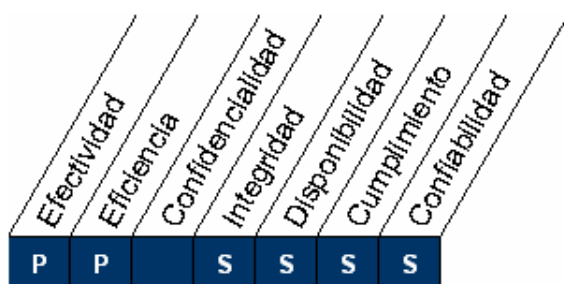 Efectividad
Eficiencia
Confidencialidad
Integridad
Disponibilidad
Cumplimiento
Confiabilidad
P P S S S S